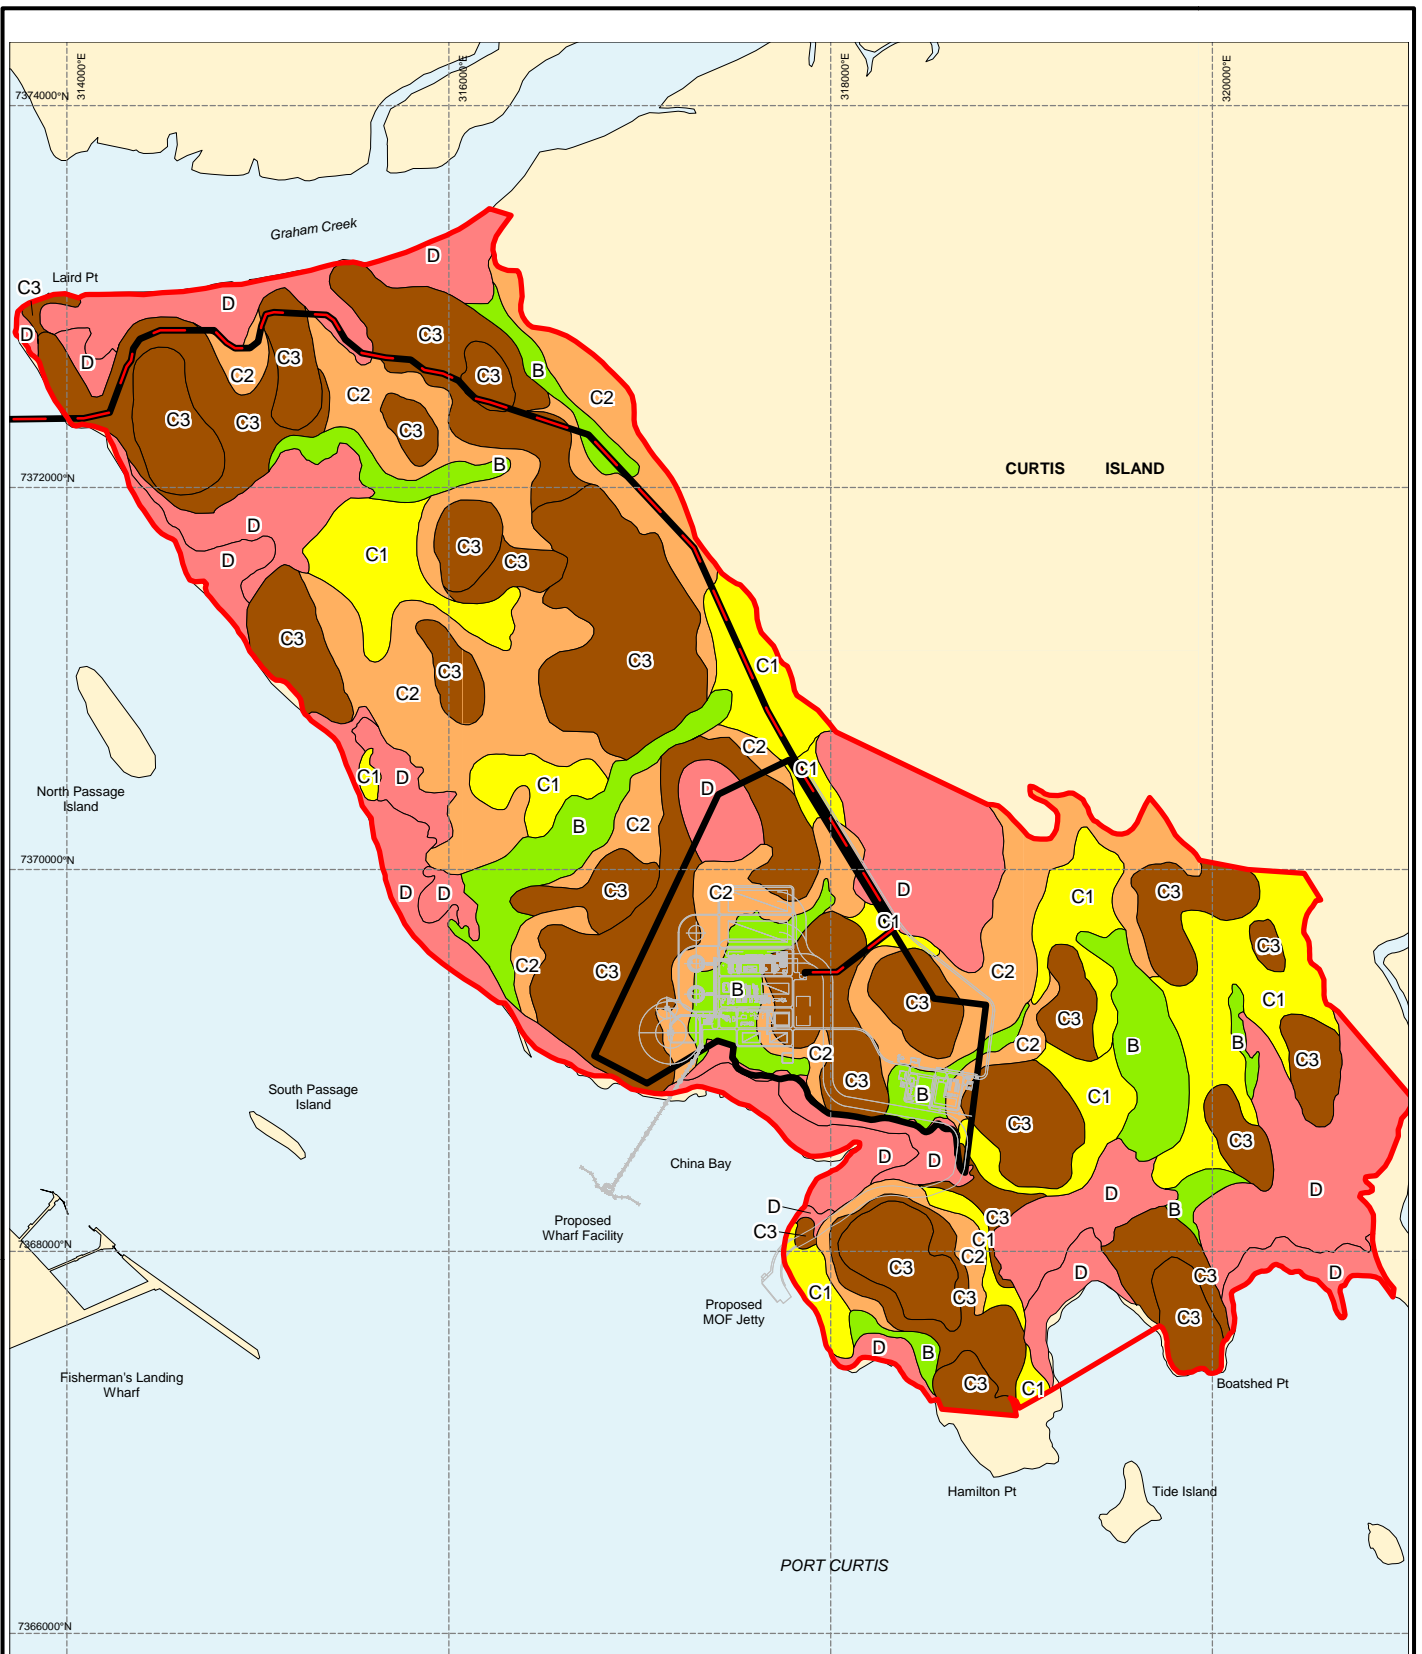 314000°E
316000°E
318000°E
320000°E
7374000°N
Graham Creek
D
Laird Pt
C3
D
D
C3
C3
D
B
C2
C3
C2
C2
C3
C3
C3
B
CURTIS ISLAND
7372000°N
D
C1
C3
C3
D
C3
C3
C1
C3
C2
C2
C1
C1
D
C1
D
North Passage
Island
B
C2
7370000°N
C3
C2
D
D
D
C3
C1
C1
C3
C2
C3
C2
B
C3
C1
C3
C2
B
B
C2
C3
C3
South Passage
Island
B
C1
C3
C3
China Bay
D
D
D
D
B
D
C3
C3
Proposed
Wharf Facility
C1
C2
7368000°N
C3
D
C3
D
C1
C3
Proposed
MOF Jetty
C3
D
B
Fisherman's Landing
Wharf
C3
C1
Boatshed Pt
Hamilton Pt
Tide Island
PORT CURTIS
7366000°N